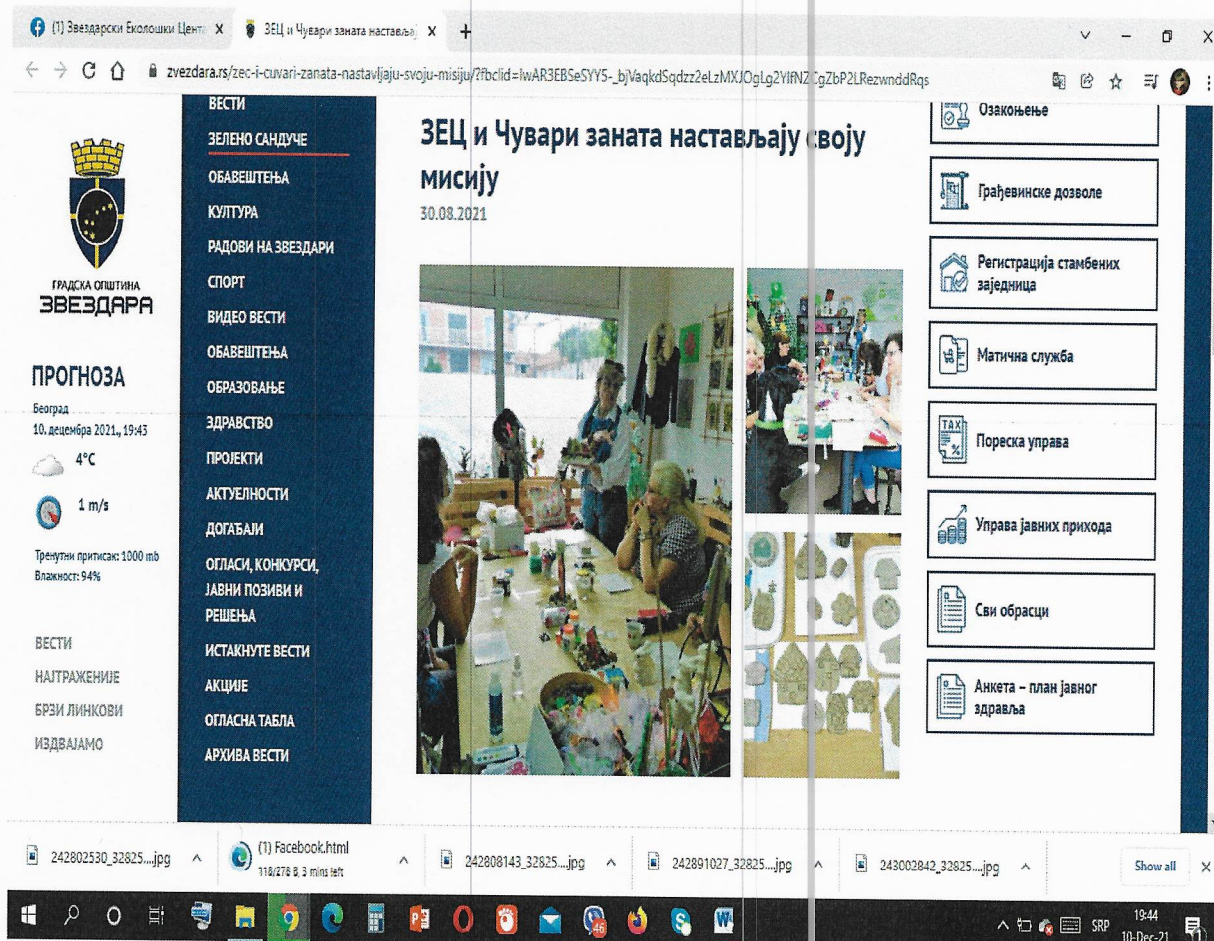 (1) Звездарски Еколошки Цент
ЗЕЦ и Чувари заната настављај
zvezdara.rs/zec-i-cuvari-zanata-nastavljaju-svoju-misiju/
ГРАДСКА ОПШТИНА
ЗВЕЗДАРА
ПРОГНОЗА
Београд
10. децембра 2021., 19:43
4°C
1 m/s
Тренутни притисак: 1000 mb
Влажност: 94%
ВЕСТИ
НАЈТРАЖЕНИЈЕ
БРЗИ ЛИНКОВИ
ИЗДВАЈАМО
ВЕСТИ
ЗЕЛЕНО САНДУЧЕ
ОБАВЕШТЕЊА
КУЛТУРА
РАДОВИ НА ЗВЕЗДАРИ
СПОРТ
ВИДЕО ВЕСТИ
ОБАВЕШТЕЊА
ОБРАЗОВАЊЕ
ЗДРАВСТВО
ПРОЈЕКТИ
АКТУЕЛНОСТИ
ДОГАЂАЈИ
ОГЛАСИ, КОНКУРСИ,
ЈАВНИ ПОЗИВИ И
РЕШЕЊА
ИСТАКНУТЕ ВЕСТИ
АКЦИЈЕ
ОГЛАСНА ТАБЛА
АРХИВА ВЕСТИ
ЗЕЦ и Чувари заната настављају своју
мисију
30.08.2021
Озакоњење
Грађевинске дозволе
Регистрација стамбених
заједница
Матична служба
TAX
%
Пореска управа
Управа јавних прихода
Сви обрасци
Анкета – план јавног
здравља
242802530_32825....jpg
(1) Facebook.html
118/278 B, 3 mins left
242808143_32825....jpg
242891027_32825....jpg
243002842_32825....jpg
Show all
46
SRP
19:44
10-Dec-21
1